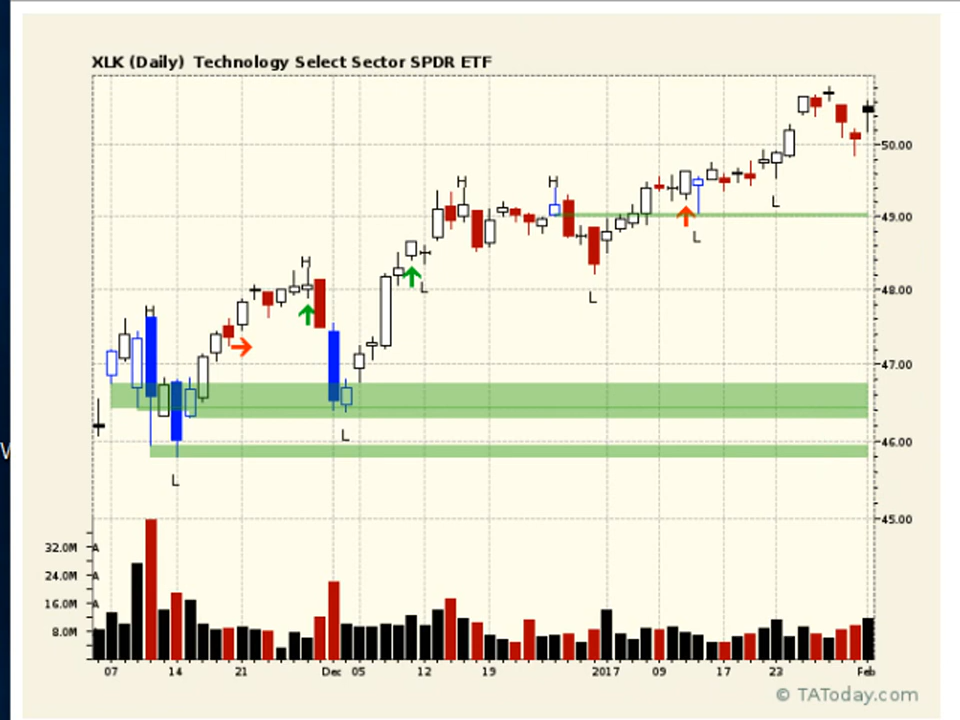 XLK (Daily) Technology Select Sector SPDR ETF
H
H
H
H
L
L
L
L
L
L
50.00
49.00
48.00
47.00
46.00
45.00
32.0M A
24.0M A
16.0M A
8.0M
07 14 21 Dec 05 12 19 2017 09 17 23 Feb
© TAToday.com
W